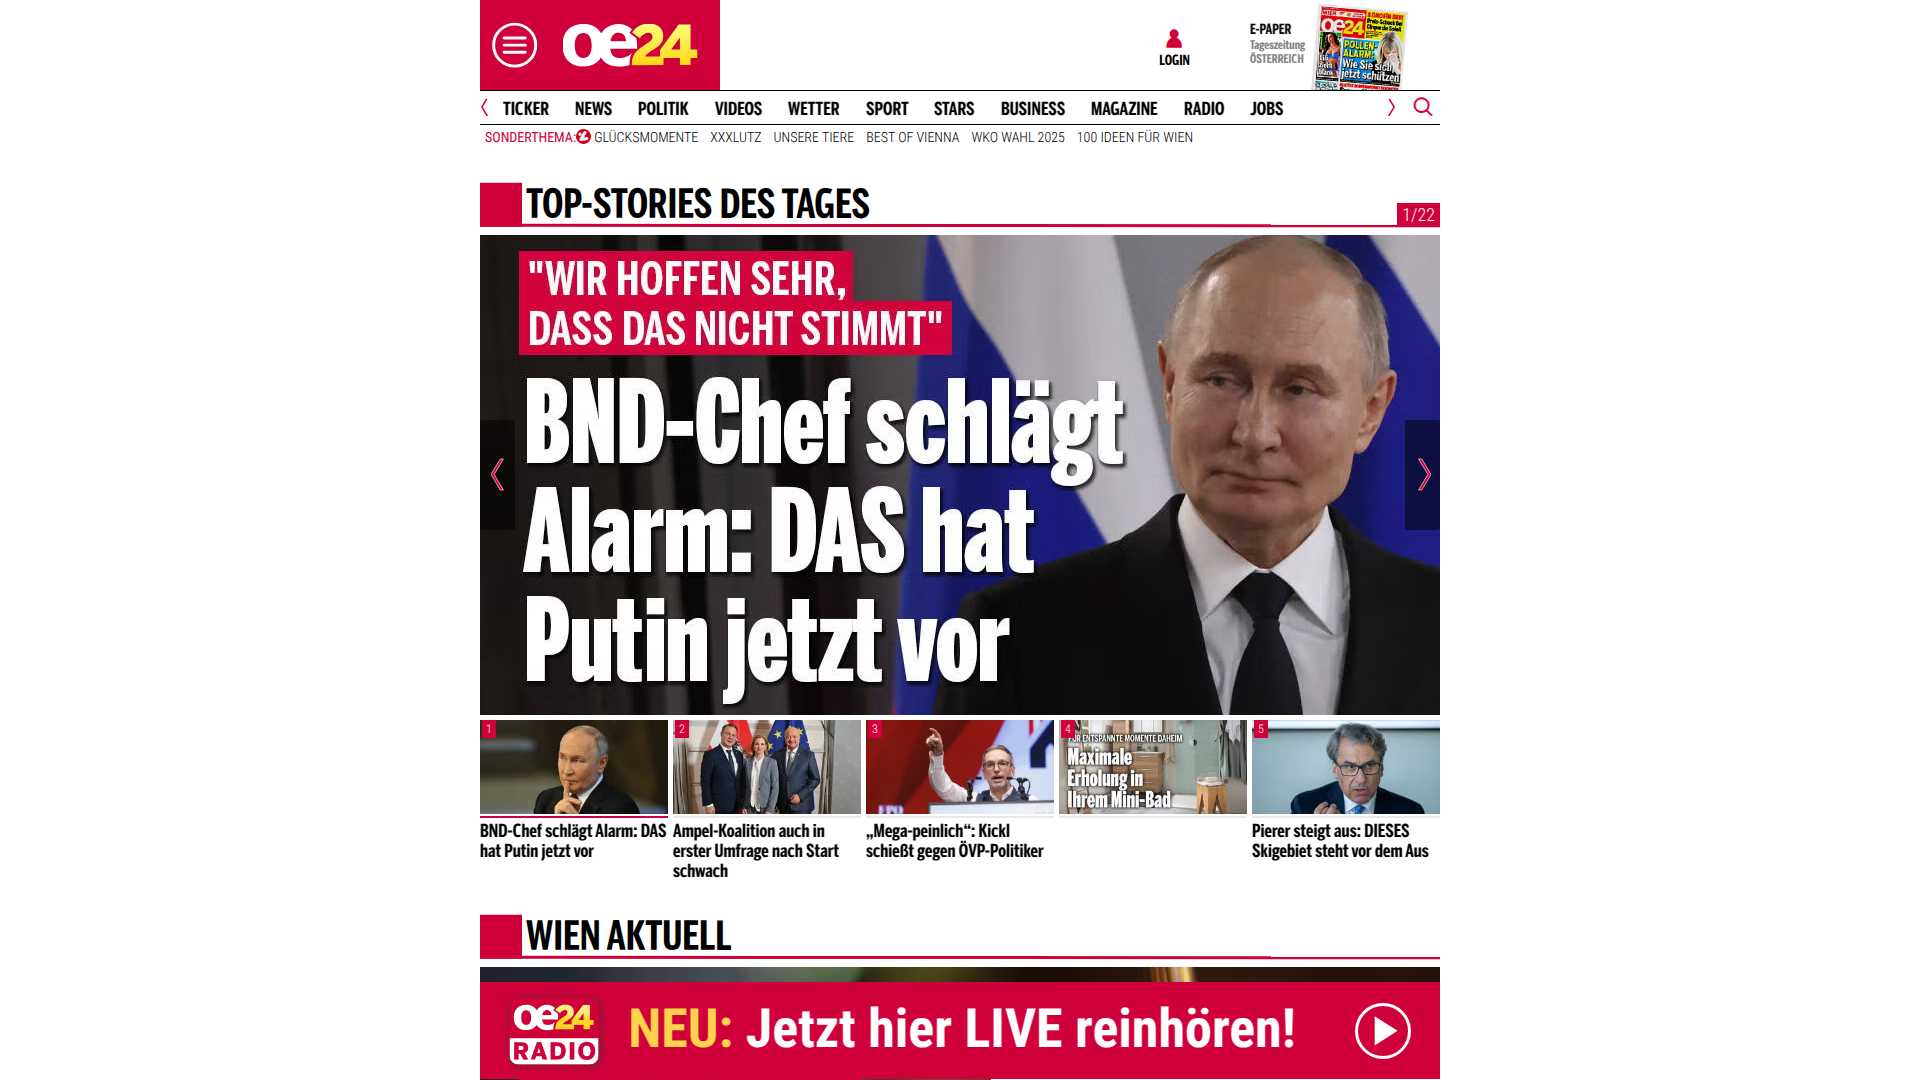 oe24
LOGIN
E-PAPER
Tageszeitung
ÖSTERREICH
oe24
POLLEN-
ALARM:
Wie Sie sich
jetzt schützen
TICKER NEWS POLITIK VIDEOS WETTER SPORT STARS BUSINESS MAGAZINE RADIO JOBS
SONDERTHEMA: GLÜCKSMOMENTE XXXLUTZ UNSERE TIERE BEST OF VIENNA WKO WAHL 2025 100 IDEEN FÜR WIEN
TOP-STORIES DES TAGES
1/22
"WIR HOFFEN SEHR,
DASS DAS NICHT STIMMT"
BND-Chef schlägt
Alarm: DAS hat
Putin jetzt vor
1
2
3
4
5
FÜR ENTSPANNTE MOMENTE DAHEIM
Maximale
Erholung in
Ihrem Mini-Bad
BND-Chef schlägt Alarm: DAS
hat Putin jetzt vor
Ampel-Koalition auch in
erster Umfrage nach Start
schwach
„Mega-peinlich“: Kickl
schießt gegen ÖVP-Politiker
Pierer steigt aus: DIESES
Skigebiet steht vor dem Aus
WIEN AKTUELL
oe24
RADIO
NEU: Jetzt hier LIVE reinhören!